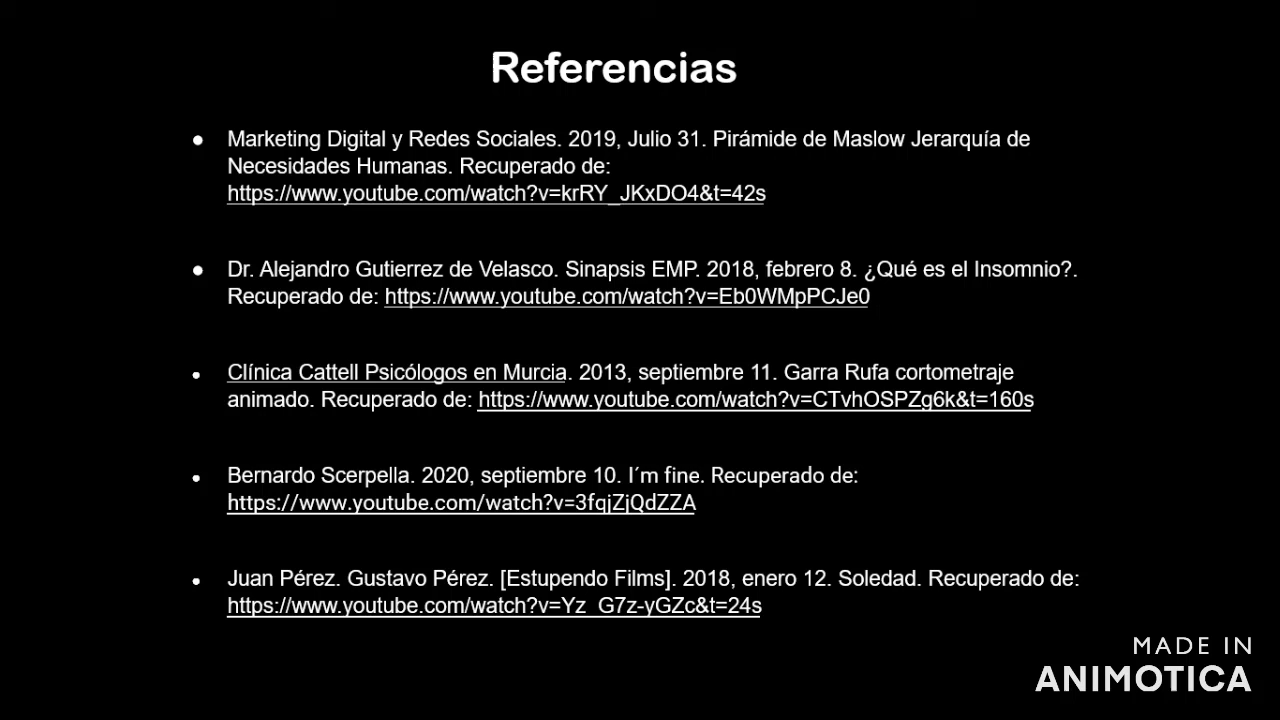 Referencias
● Marketing Digital y Redes Sociales. 2019, Julio 31. Pirámide de Maslow Jerarquía de
Necesidades Humanas. Recuperado de:
https://www.youtube.com/watch?v=krRY_JKxDO4&t=42s
● Dr. Alejandro Gutierrez de Velasco. Sinapsis EMP. 2018, febrero 8. ¿Qué es el Insomnio?.
Recuperado de: https://www.youtube.com/watch?v=Eb0WMpPCJe0
● Clínica Cattell Psicólogos en Murcia. 2013, septiembre 11. Garra Rufa cortometraje
animado. Recuperado de: https://www.youtube.com/watch?v=CTvhOSPZg6k&t=160s
● Bernardo Scerpella. 2020, septiembre 10. I´m fine. Recuperado de:
https://www.youtube.com/watch?v=3fqjZjQdZZA
● Juan Pérez. Gustavo Pérez. [Estupendo Films]. 2018, enero 12. Soledad. Recuperado de:
https://www.youtube.com/watch?v=Yz_G7z-yGZc&t=24s
MADE IN
ANIMOTICA